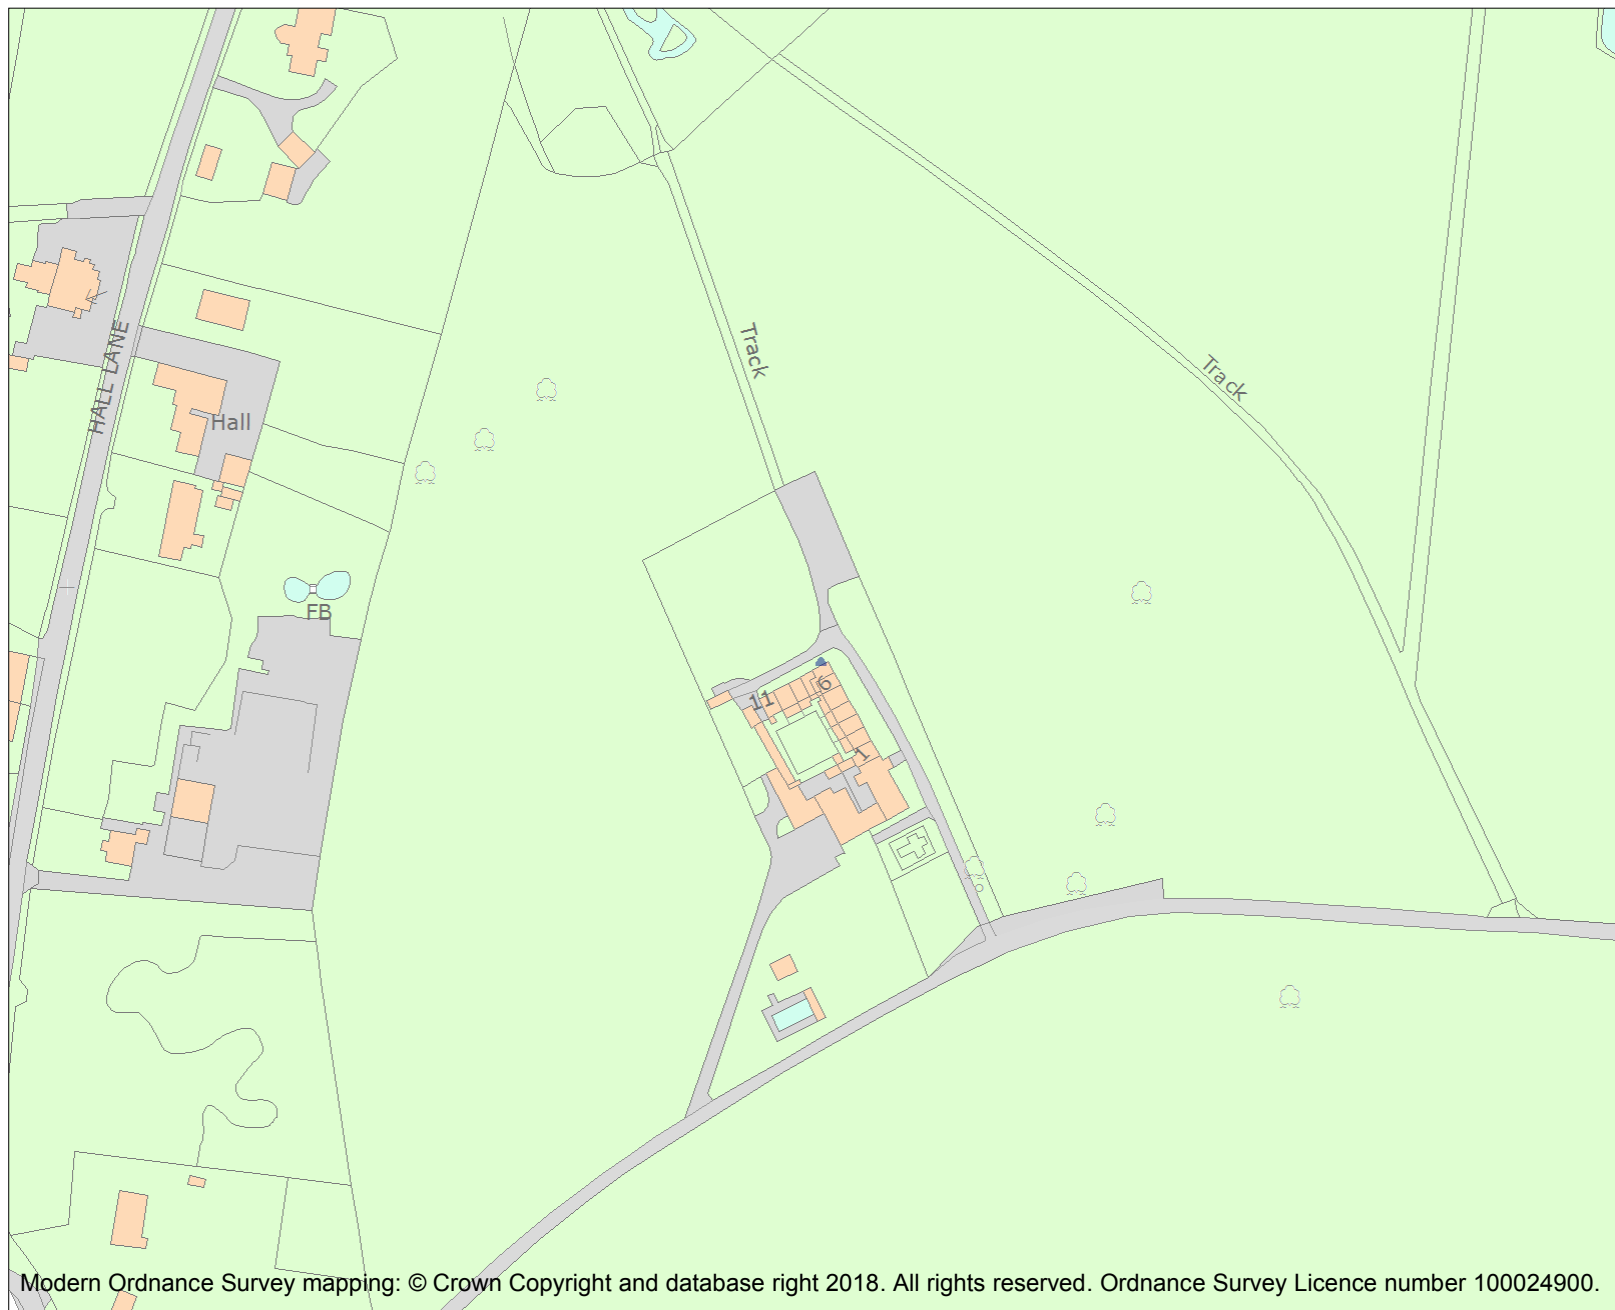 HALL LANE
Track
Track
Hall
FB
11
6
1
Modern Ordnance Survey mapping: © Crown Copyright and database right 2018. All rights reserved. Ordnance Survey Licence number 100024900.